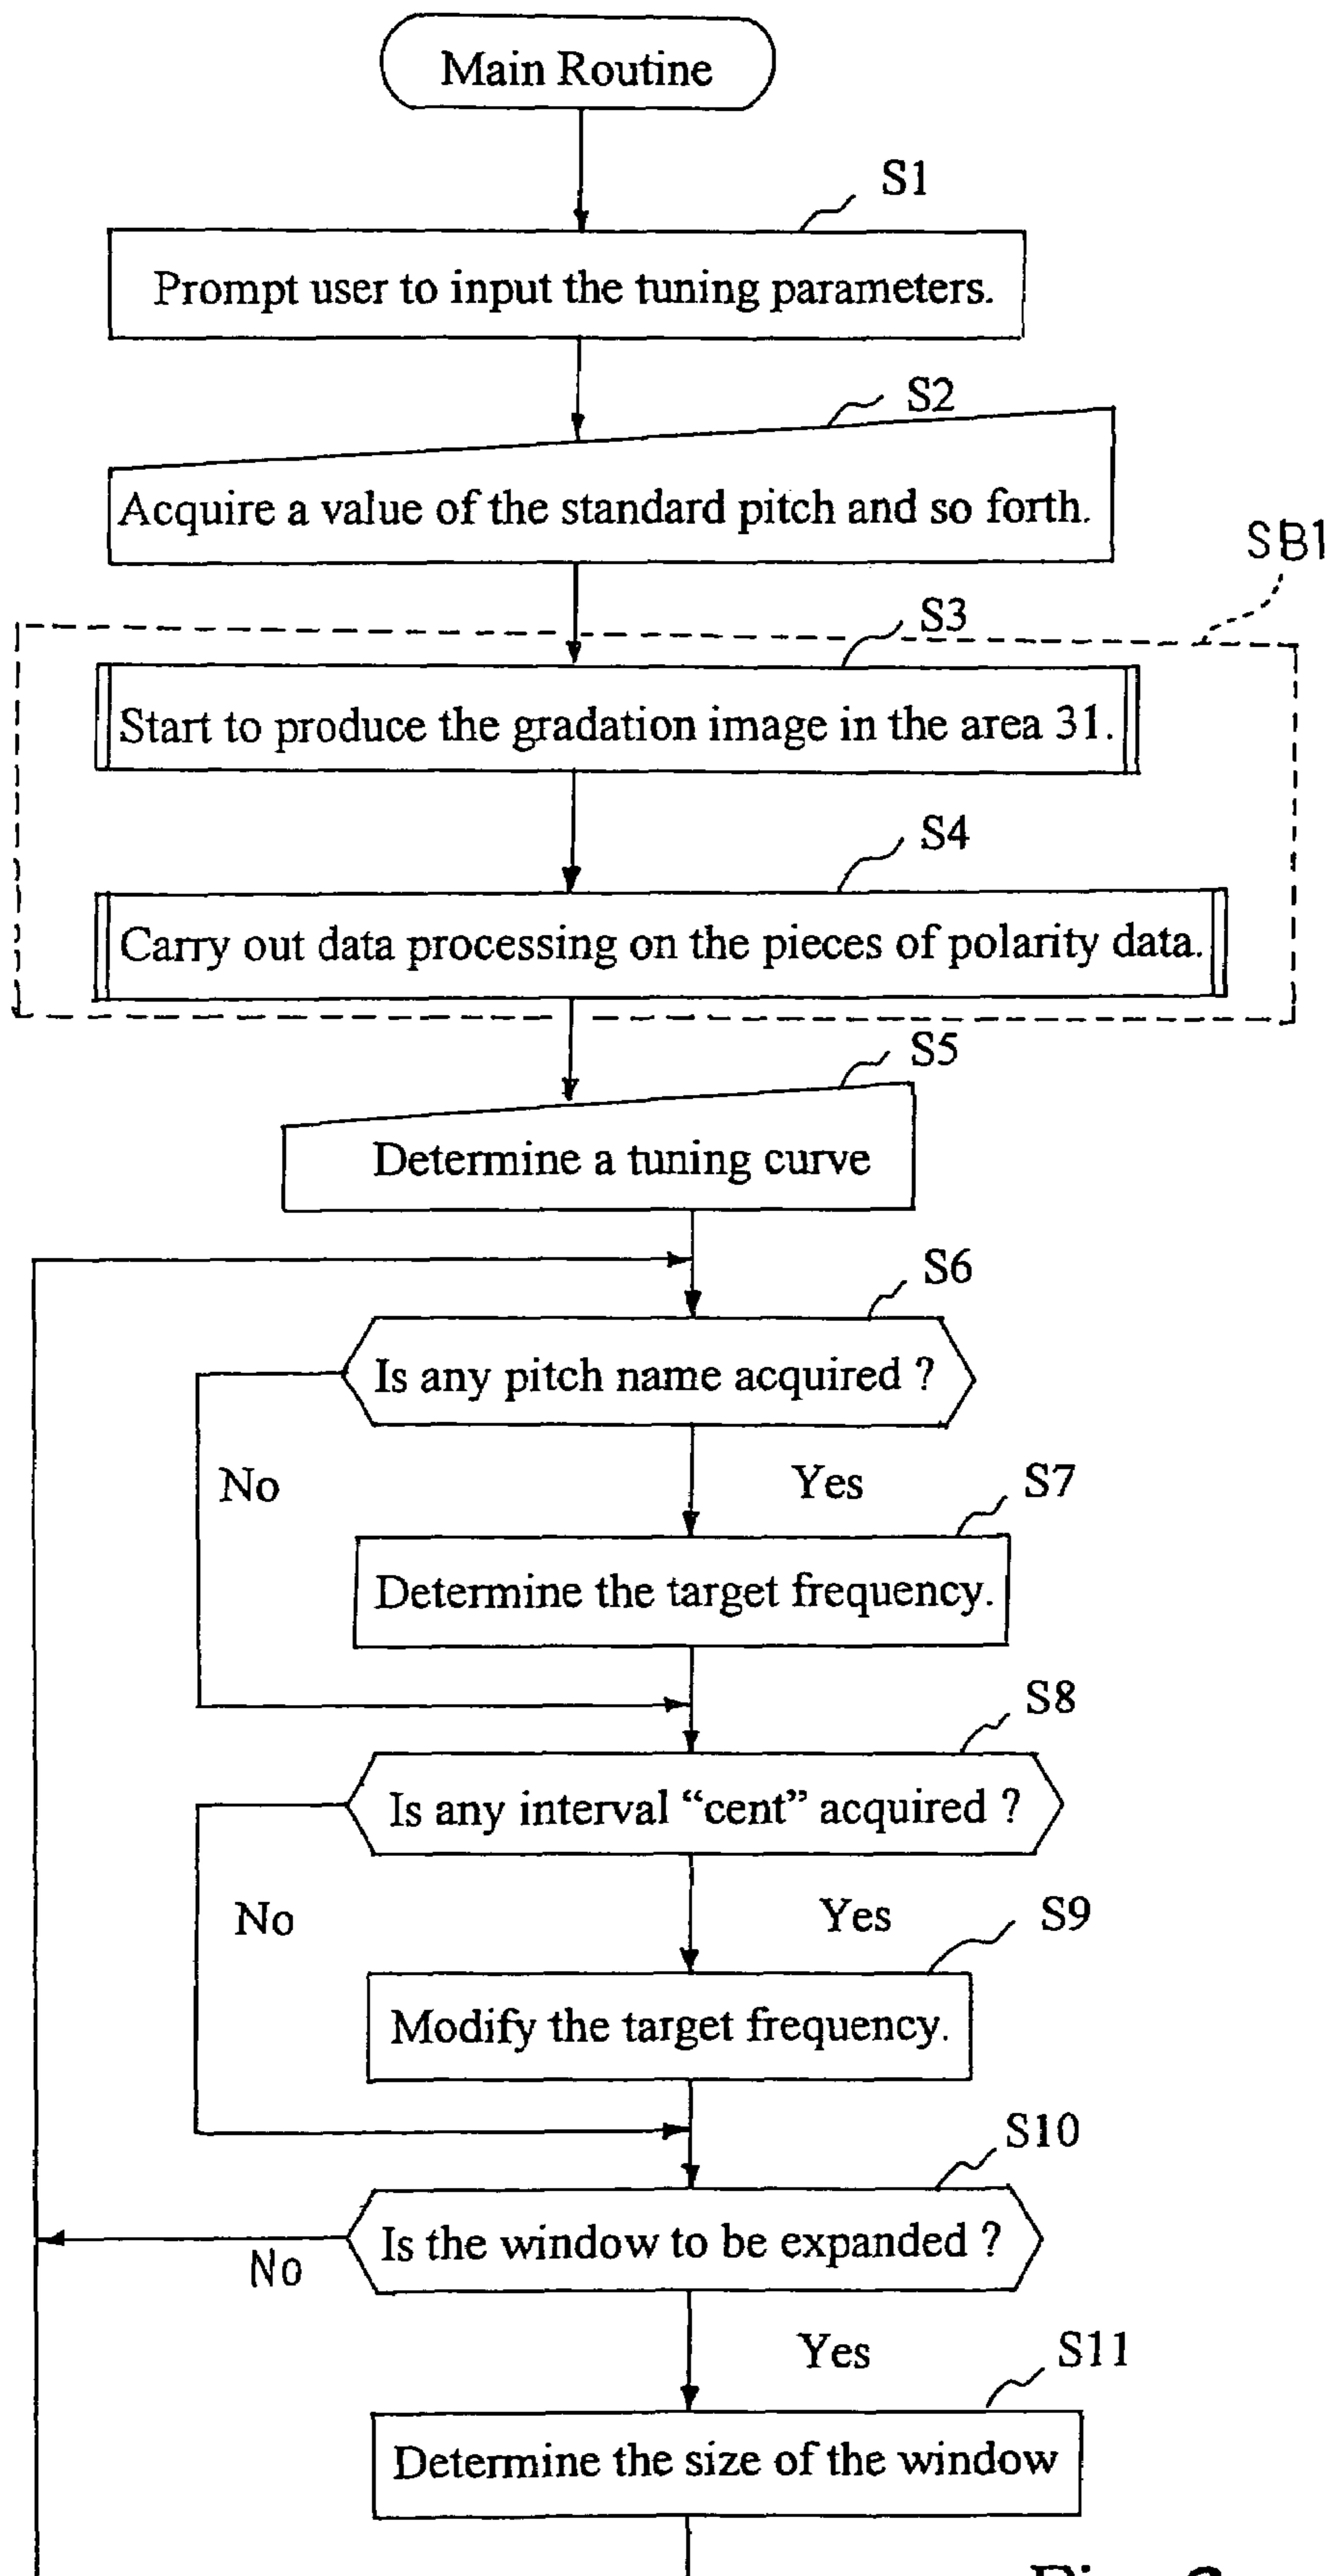 Main Routine
S1
Prompt user to input the tuning parameters.
S2
Acquire a value of the standard pitch and so forth.
SB1
S3
Start to produce the gradation image in the area 31.
S4
Carry out data processing on the pieces of polarity data.
S5
Determine a tuning curve
S6
Is any pitch name acquired ?
No
Yes
S7
Determine the target frequency.
S8
Is any interval “cent” acquired ?
No
Yes
S9
Modify the target frequency.
S10
Is the window to be expanded ?
No
Yes
S11
Determine the size of the window